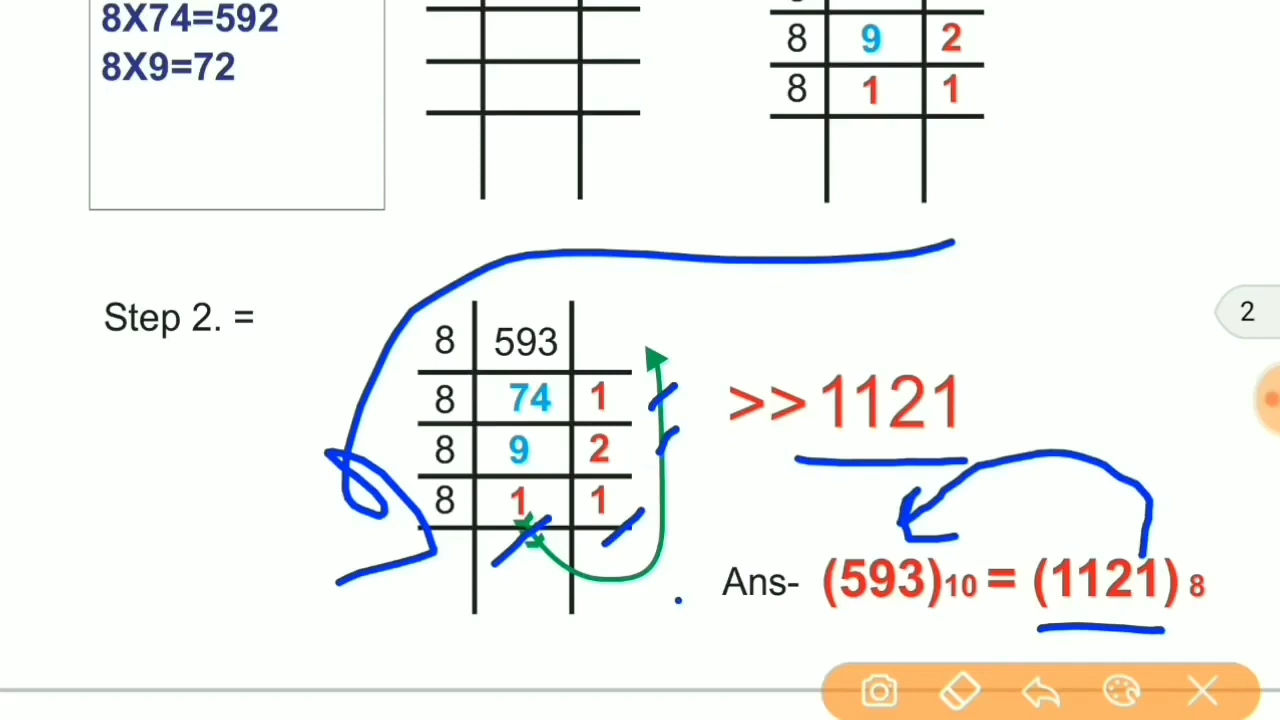 8X74=592
8X9=72
8 9 2
8 1 1
Step 2. =
8 593
8 74 1
8 9 2
8 1 1
>>1121
Ans- (593)10 = (1121) 8
2